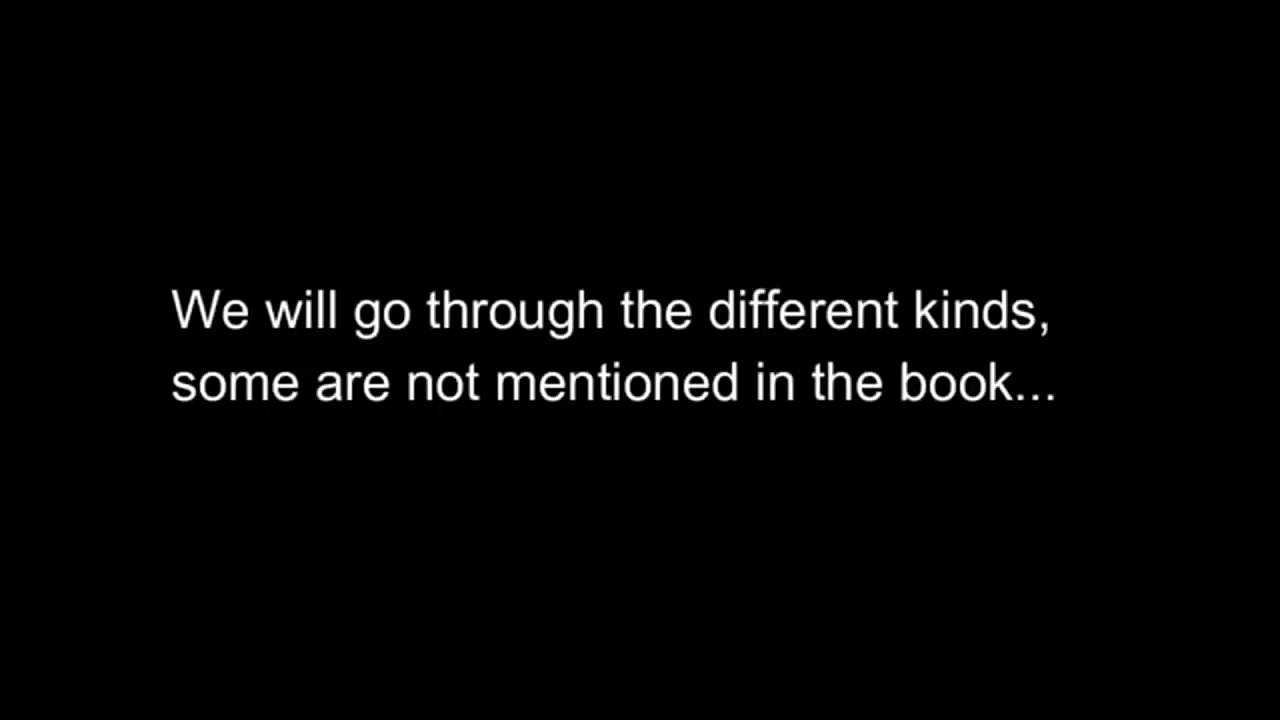 We will go through the different kinds,
some are not mentioned in the book...